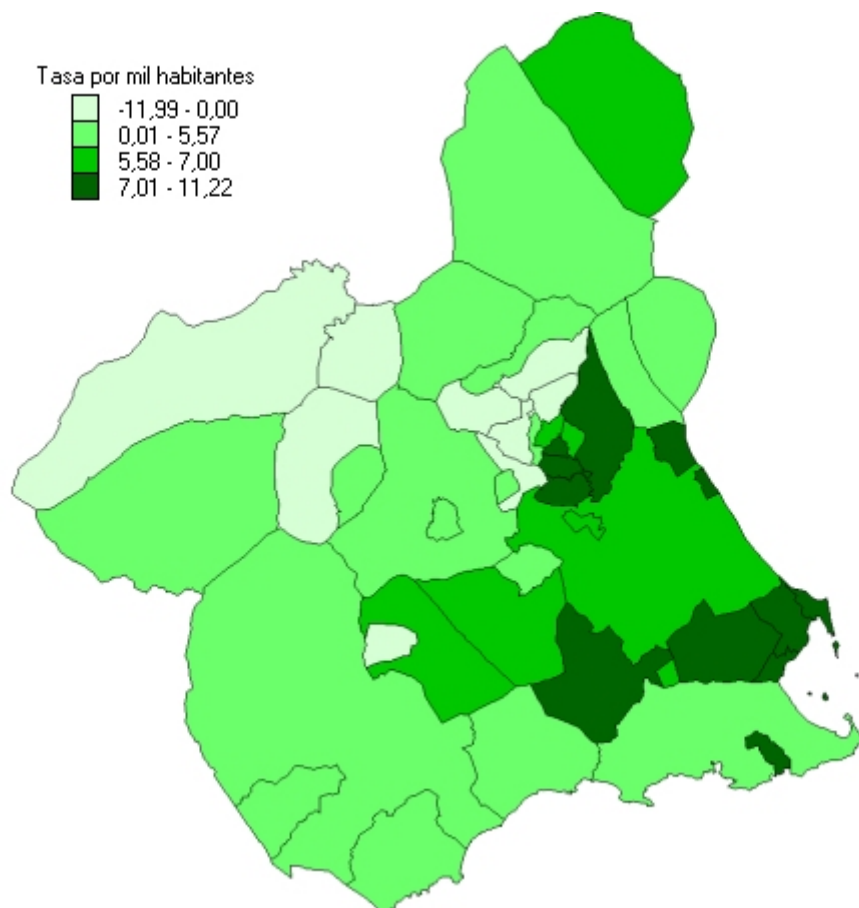 Tasa por mil habitantes
-11,99 - 0,00
0,01 - 5,57
5,58 - 7,00
7,01 - 11,22